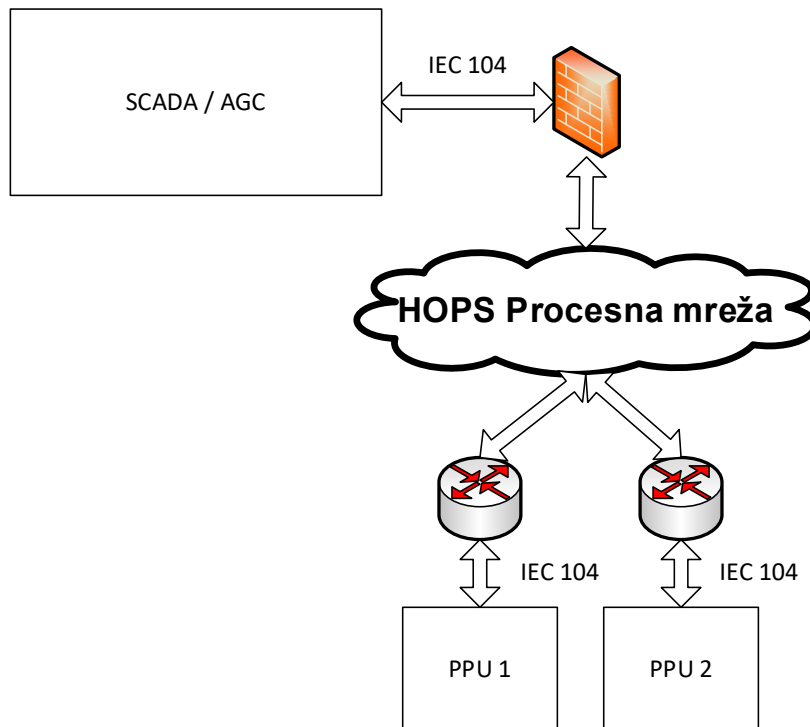 IEC 104
SCADA / AGC
HOPS Procesna mreža
IEC 104
IEC 104
PPU 1
PPU 2